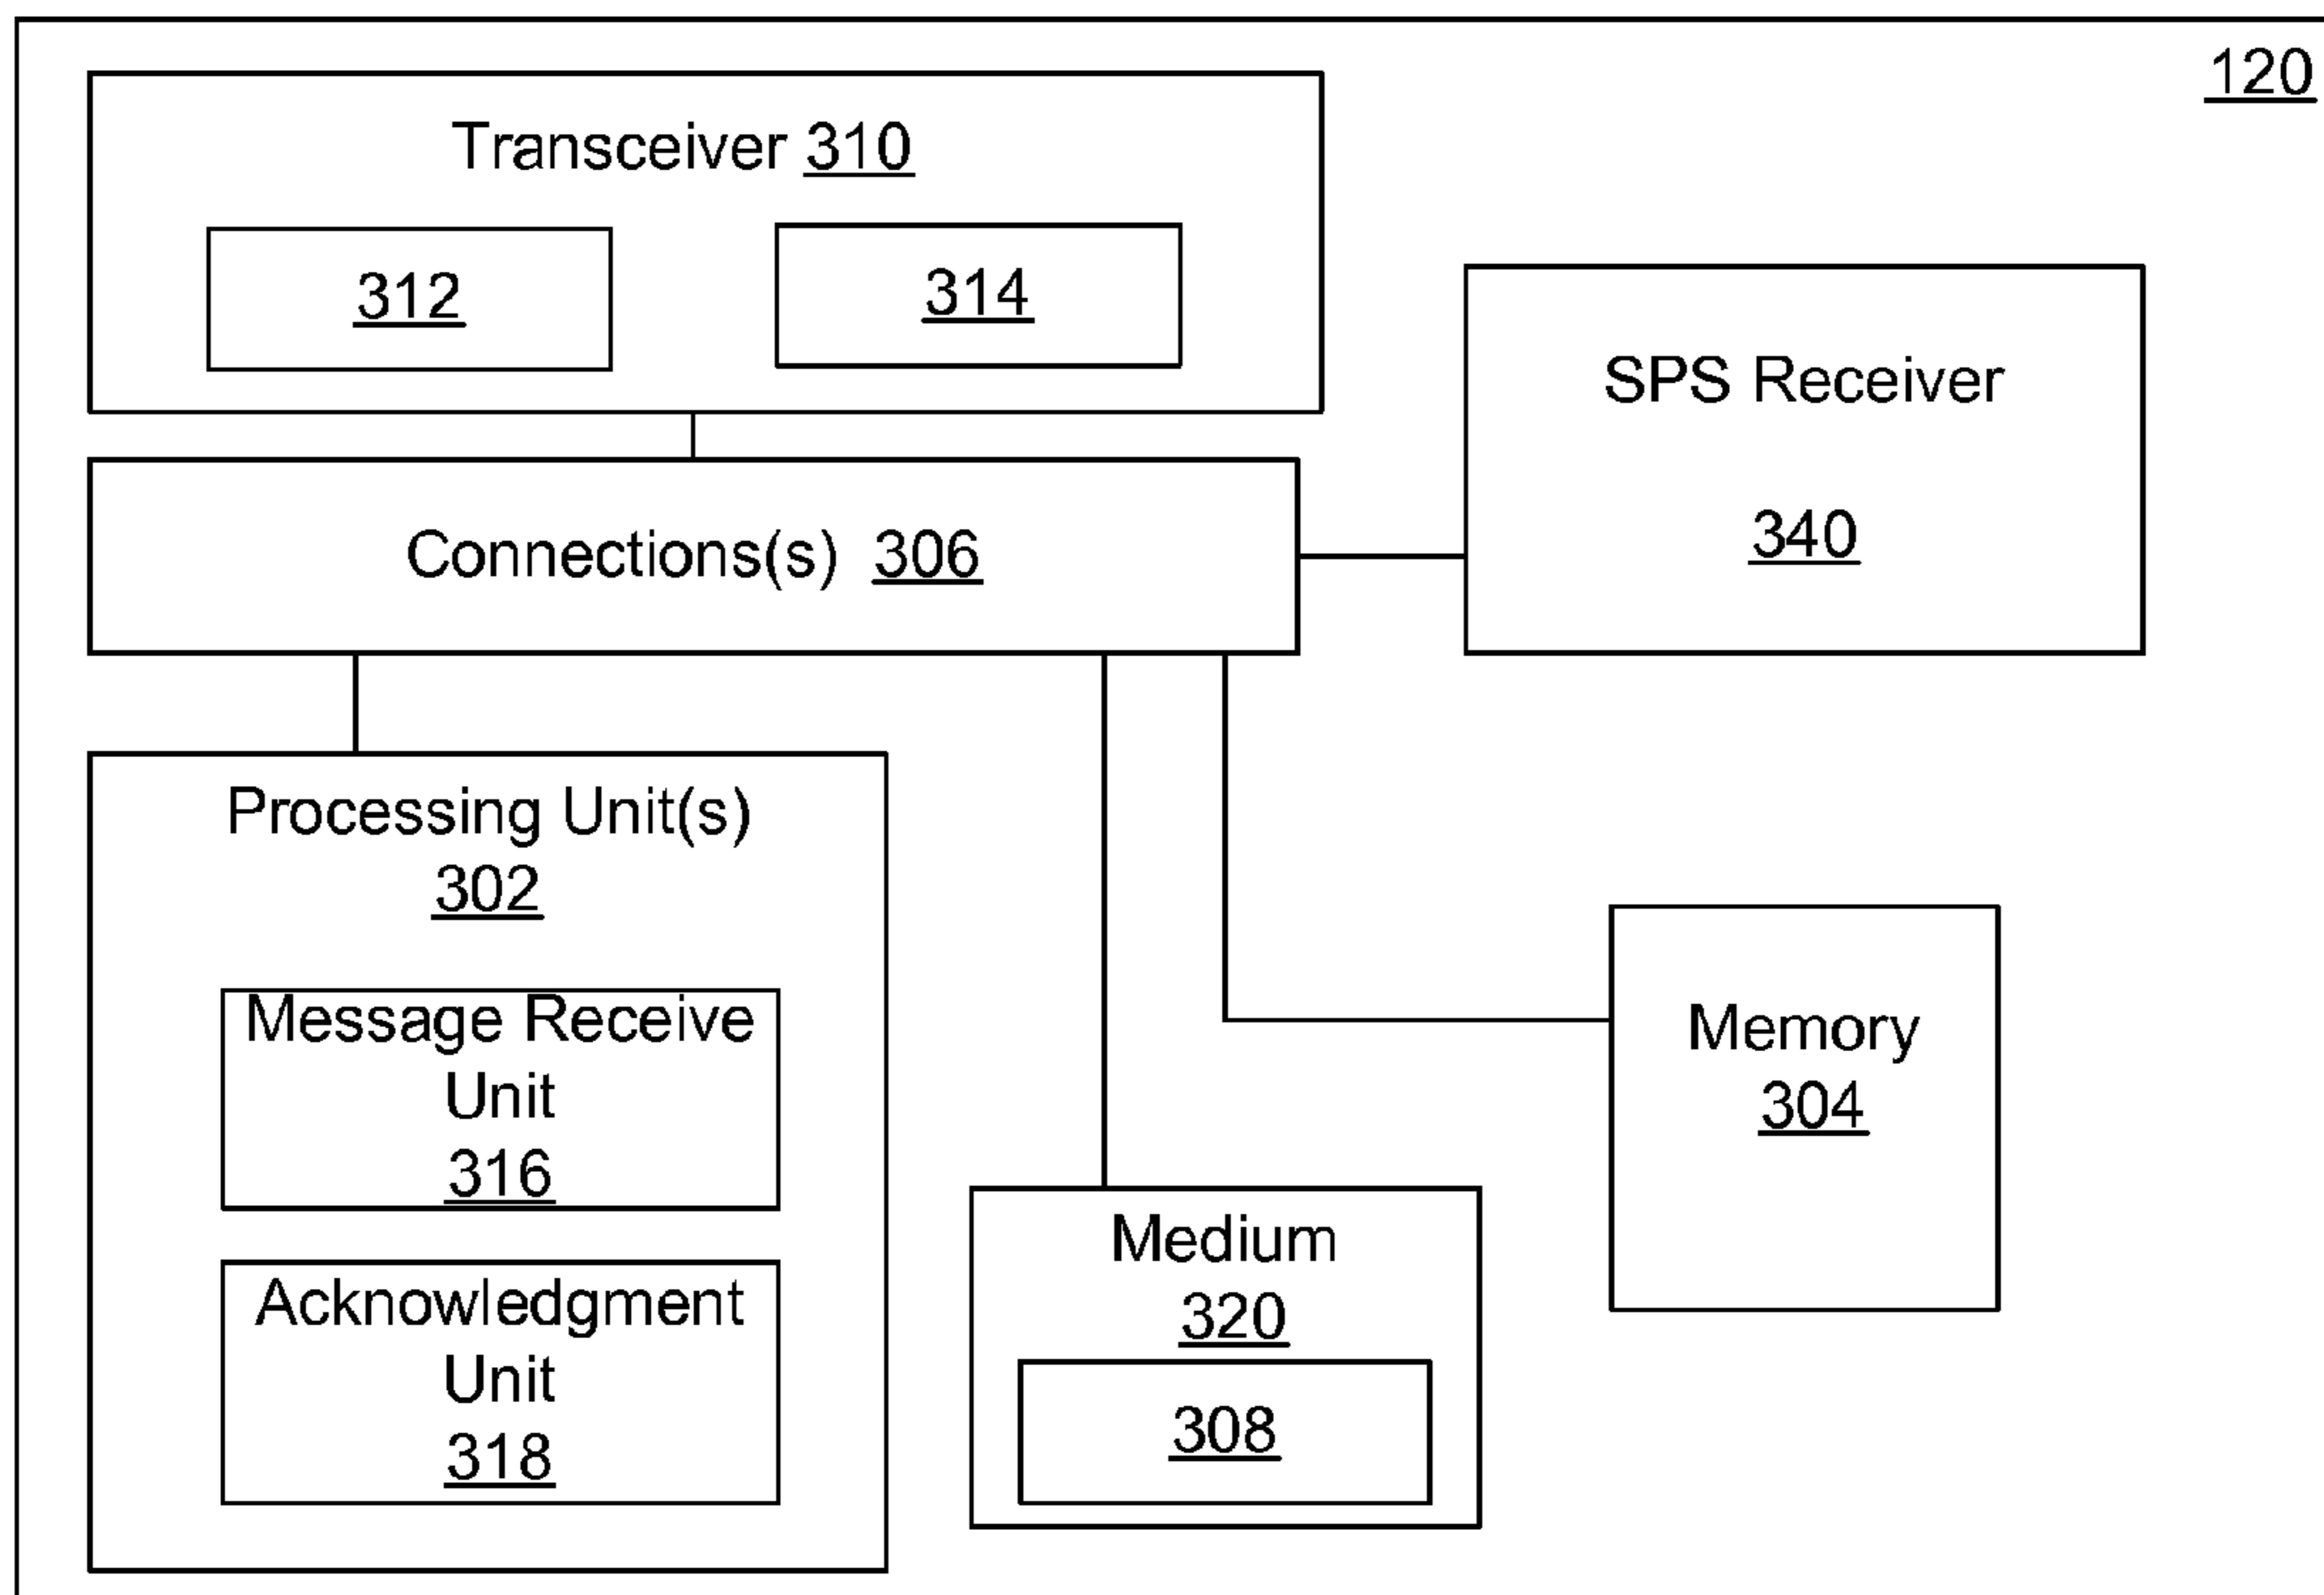 120
Transceiver 310
312
314
SPS Receiver
340
Connections(s) 306
Processing Unit(s)
302
Message Receive
Unit
316
Acknowledgment
Unit
318
Memory
304
Medium
320
308